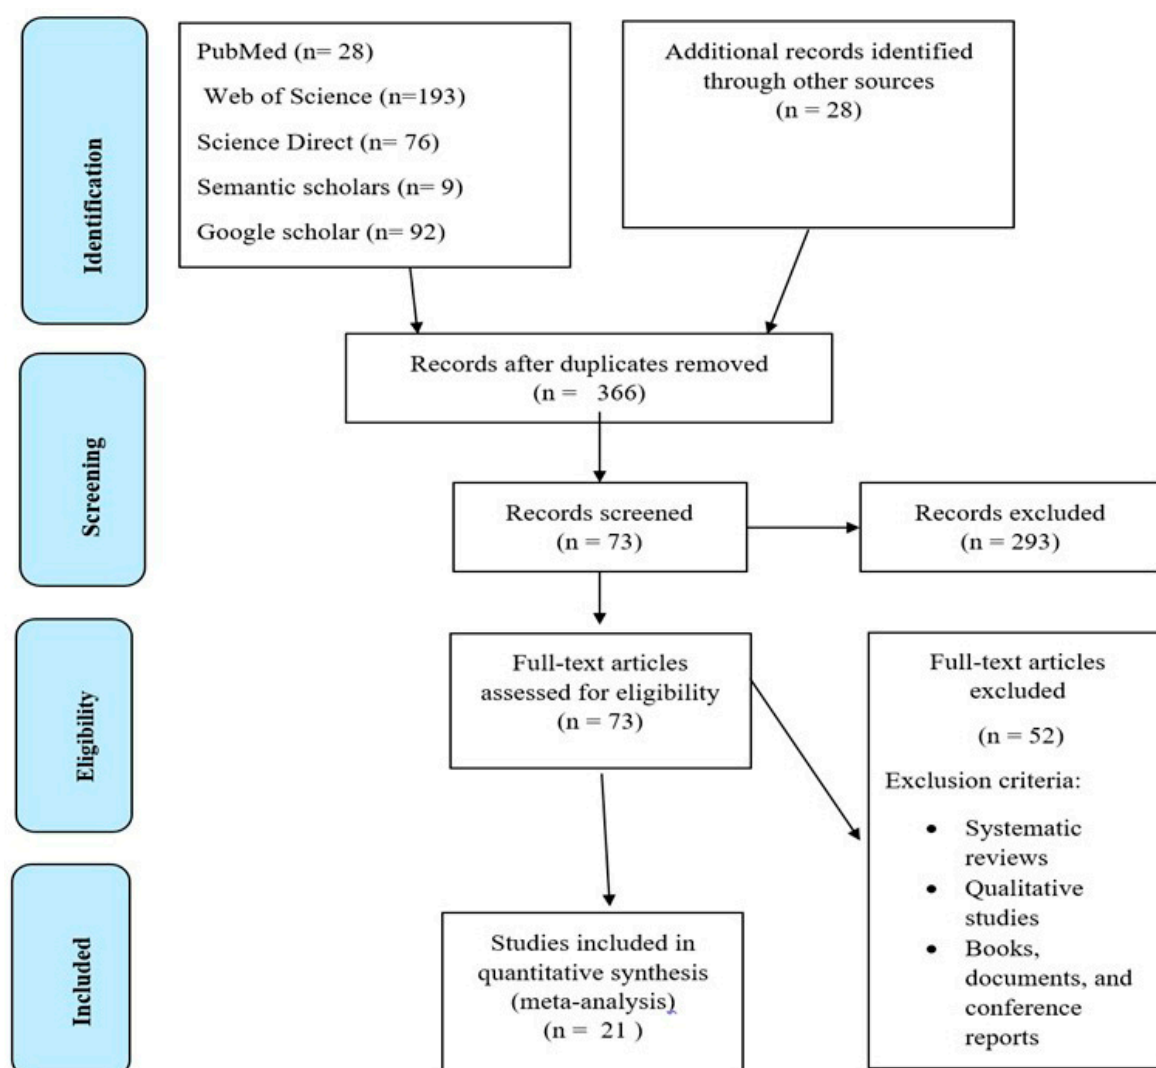 Identification
PubMed (n= 28)
Web of Science (n=193)
Science Direct (n= 76)
Semantic scholars (n= 9)
Google scholar (n= 92)
Additional records identified
through other sources
(n = 28)
Records after duplicates removed
(n = 366)
Screening
Records screened
(n = 73)
Records excluded
(n = 293)
Eligibility
Full-text articles
assessed for eligibility
(n = 73)
Full-text articles
excluded
(n = 52)
Exclusion criteria:
• Systematic
reviews
• Qualitative
studies
• Books,
documents, and
conference
reports
Included
Studies included in
quantitative synthesis
(meta-analysis)
(n = 21 )